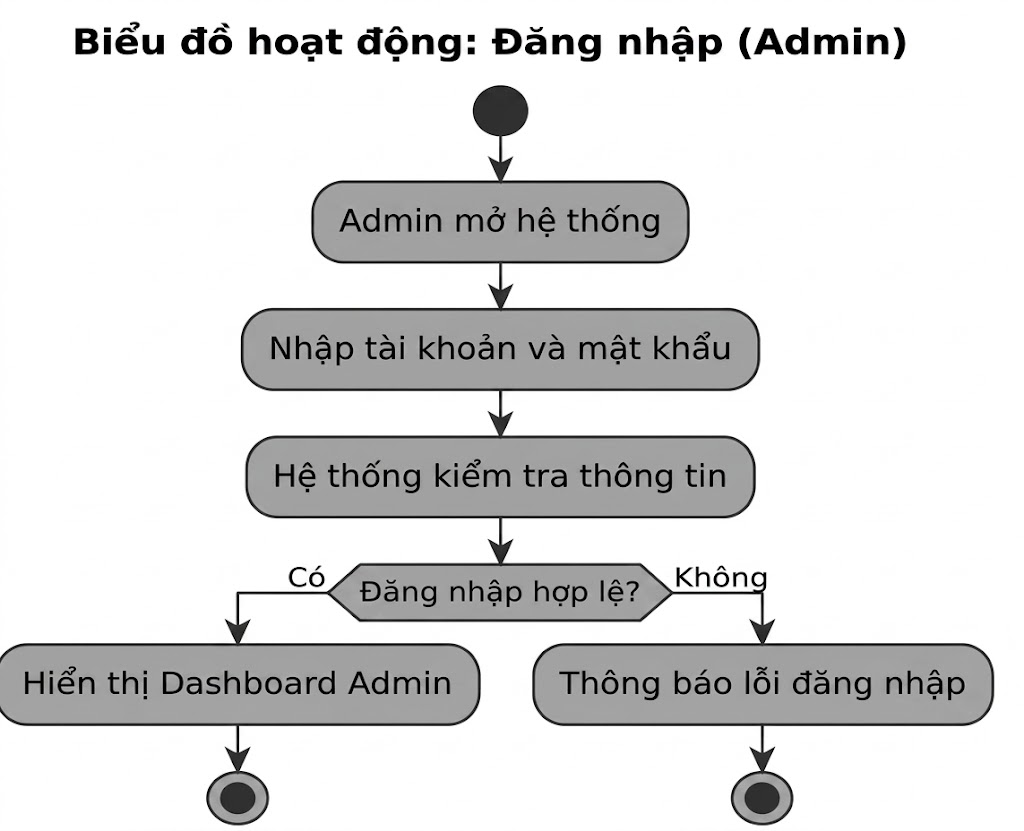 Biểu đồ hoạt động: Đăng nhập (Admin)
Admin mở hệ thống
Nhập tài khoản và mật khẩu
Hệ thống kiểm tra thông tin
Có
Đăng nhập hợp lệ?
Không
Hiển thị Dashboard Admin
Thông báo lỗi đăng nhập